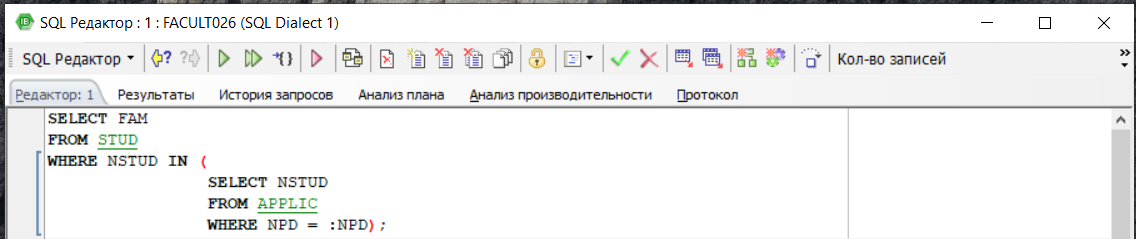 SQL Редактор : 1 : FACULT026 (SQL Dialect 1)
SQL Редактор Кол-во записей
Редактор: 1 Результаты История запросов Анализ плана Анализ производительности Протокол
SELECT FAM
FROM STUD
WHERE NSTUD IN (
SELECT NSTUD
FROM APPLIC
WHERE NPD = :NPD);